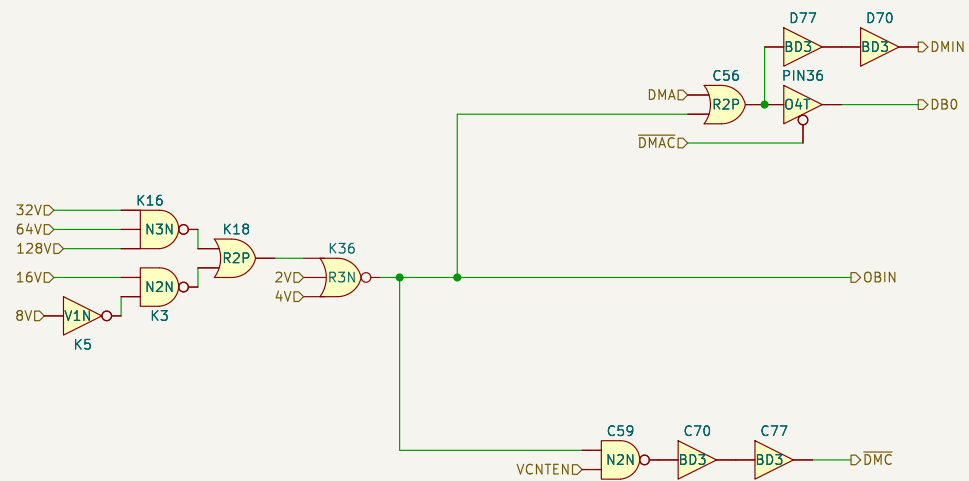 D77
D70
BD3
BD3
DMIN
C56
PIN36
DMA
R2P
04T
DB0
DMAC
K16
32V
64V
N3N
K18
K36
128V
R2P
16V
N2N
2V
R3N
OBIN
4V
8V
V1N
K3
K5
C59
C70
C77
N2N
BD3
BD3
DMC
VCNTEN